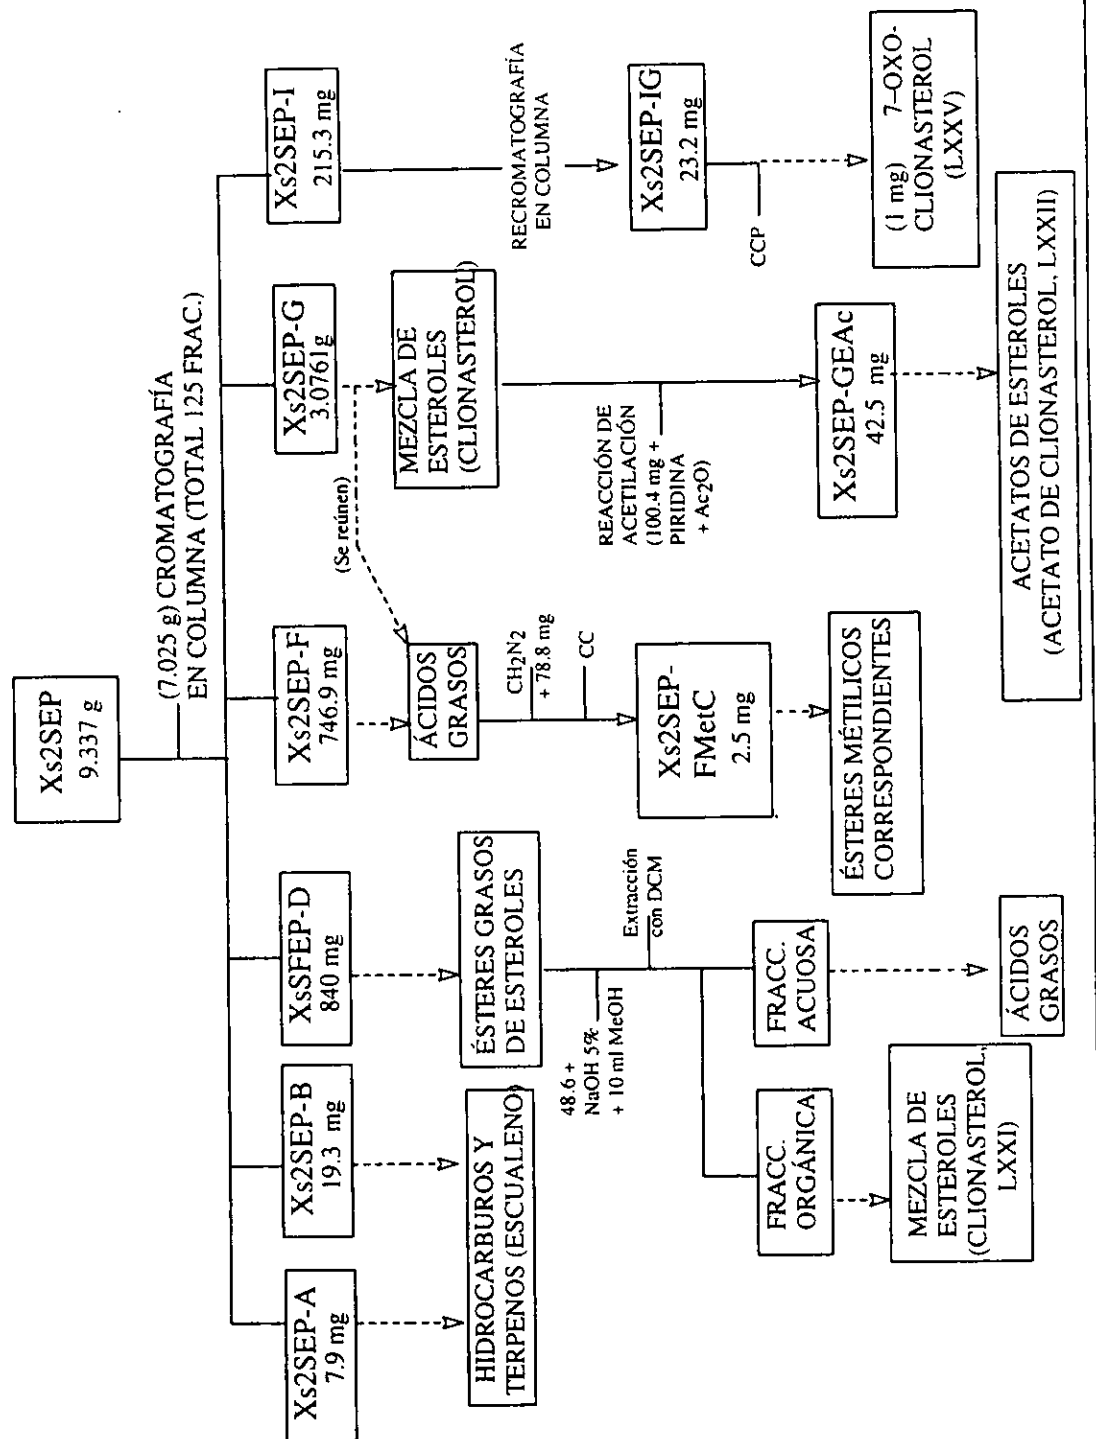 Xs2SEP
9.337 g
(7.025 g) CROMATOGRAFÍA
EN COLUMNA (TOTAL 125 FRAC.)
Xs2SEP-A
7.9 mg
Xs2SEP-B
19.3 mg
XsSFEP-D
840 mg
Xs2SEP-F
746.9 mg
Xs2SEP-G
3.0761g
Xs2SEP-I
215.3 mg
HIDROCARBUROS Y
TERPENOS (ESCUALENO)
ÉSTERES GRASOS
DE ESTEROLES
48.6 +
NaOH 5%
+ 10 ml MeOH
Extracción
con DCM
FRACC.
ORGÁNICA
FRACC.
ACUOSA
MEZCLA DE
ESTEROLES
(CLIONASTEROL,
LXXI)
ÁCIDOS
GRASOS
(Se reúnen)
ÁCIDOS
GRASOS
CH2N2
+ 78.8 mg
CC
Xs2SEP-
FMetC
2.5 mg
ÉSTERES MÉTILICOS
CORRESPONDIENTES
MEZCLA DE
ESTEROLES
(CLIONASTEROL)
REACCIÓN DE
ACETILACIÓN
(100.4 mg +
PIRIDINA
+ Ac2O)
Xs2SEP-GEAc
42.5 mg
ACETATOS DE ESTEROLES
(ACETATO DE CLIONASTEROL, LXXII)
RECROMATOGRAFÍA
EN COLUMNA
Xs2SEP-IG
23.2 mg
CCP
(1 mg) 7-OXO-
CLIONASTEROL
(LXXV)